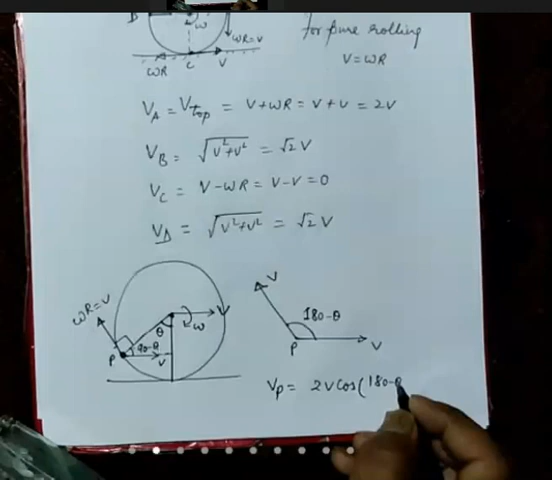 B
ω
ωR=V
ωR C V
for pure rolling
V=ωR
V_A = V_top = V+ωR = V+V = 2V
V_B = √V²+V² = √2 V
V_C = V-ωR = V-V = 0
V_D = √V²+V² = √2 V
ωR=V
V
ω
θ
90-θ
P
V
V
180-θ
P
V
V_P = 2V cos(180-θ